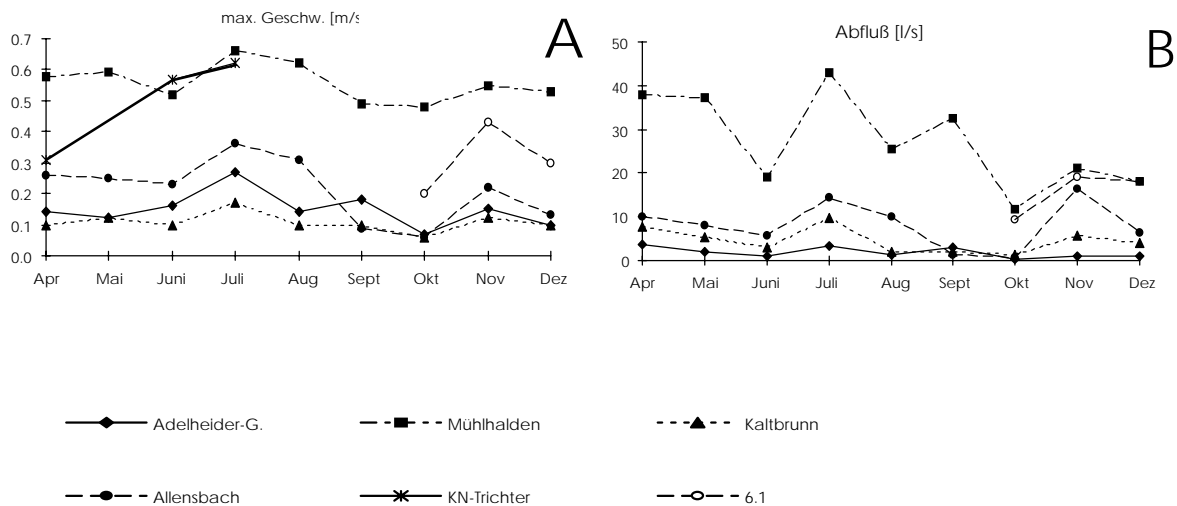 max. Geschw. [m/s
A
0.7
0.6
0.5
0.4
0.3
0.2
0.1
0.0
Apr Mai Juni Juli Aug Sept Okt Nov Dez
Abfluß [l/s]
B
50
40
30
20
10
0
Apr Mai Juni Juli Aug Sept Okt Nov Dez
Adelheider-G. Mühlhalden Kaltbrunn
Allensbach KN-Trichter 6.1